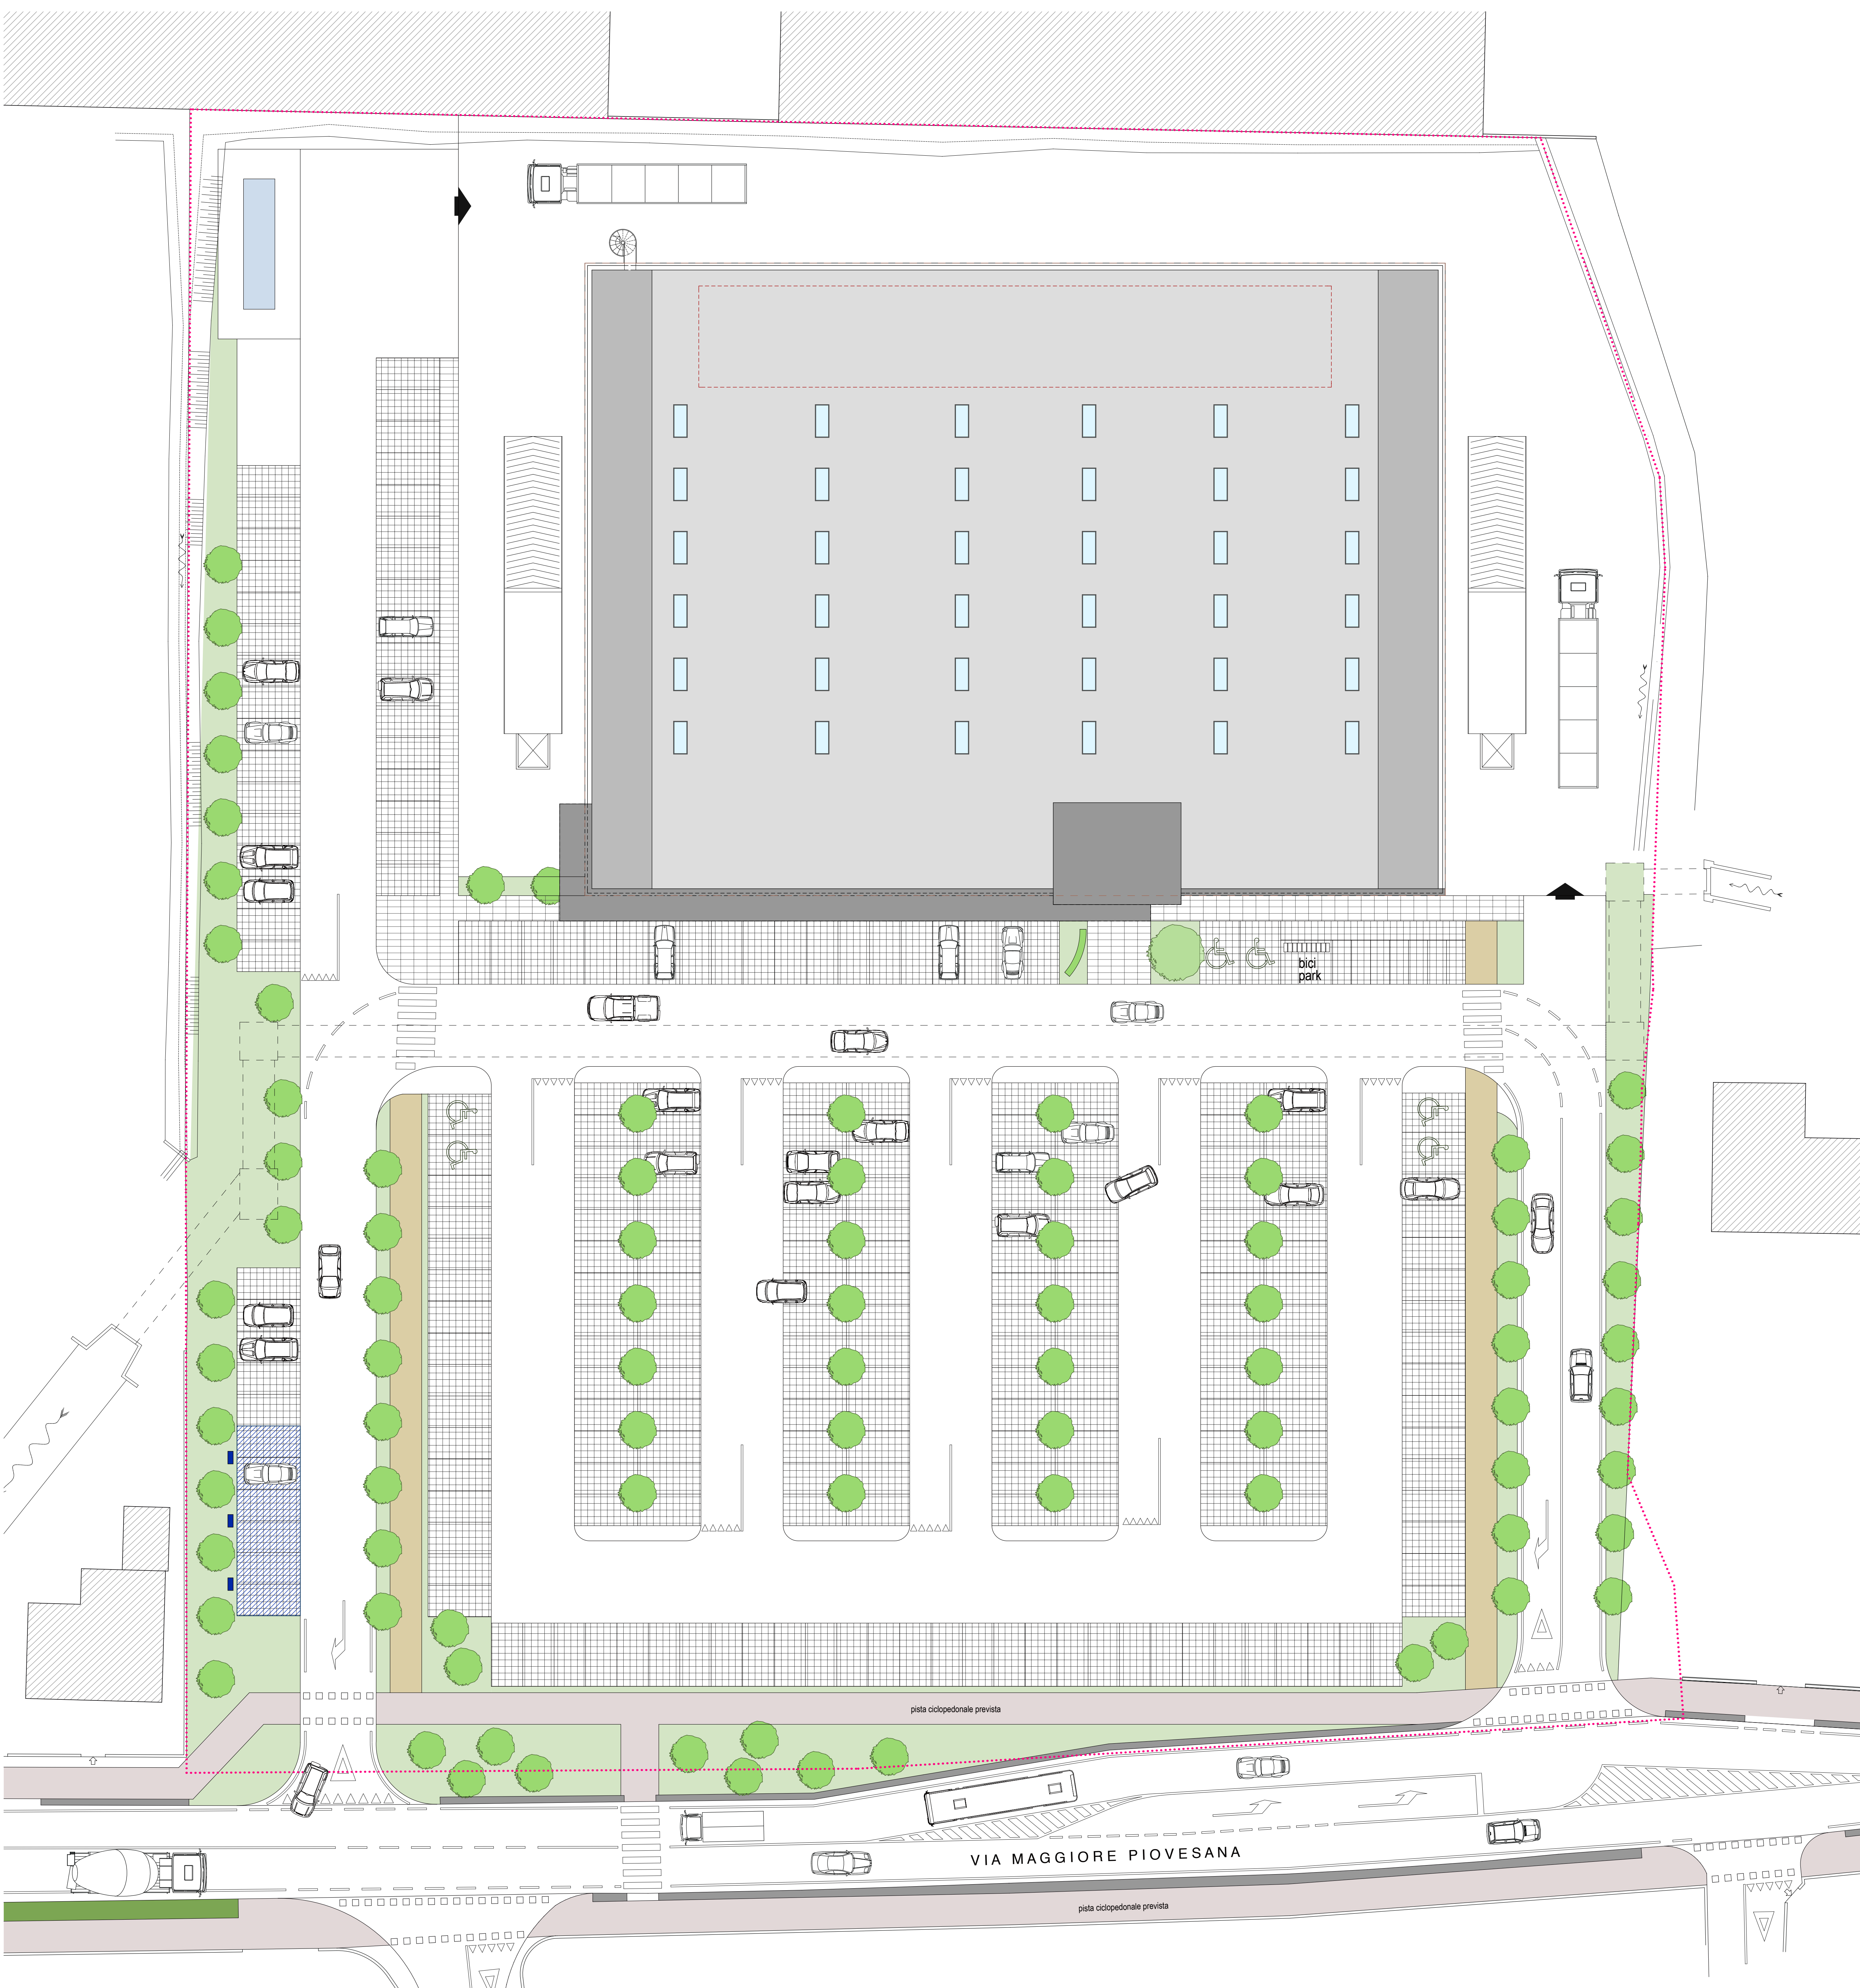 bici
park
pista ciclopedonale prevista
VIA MAGGIORE PIOVESANA
pista ciclopedonale prevista